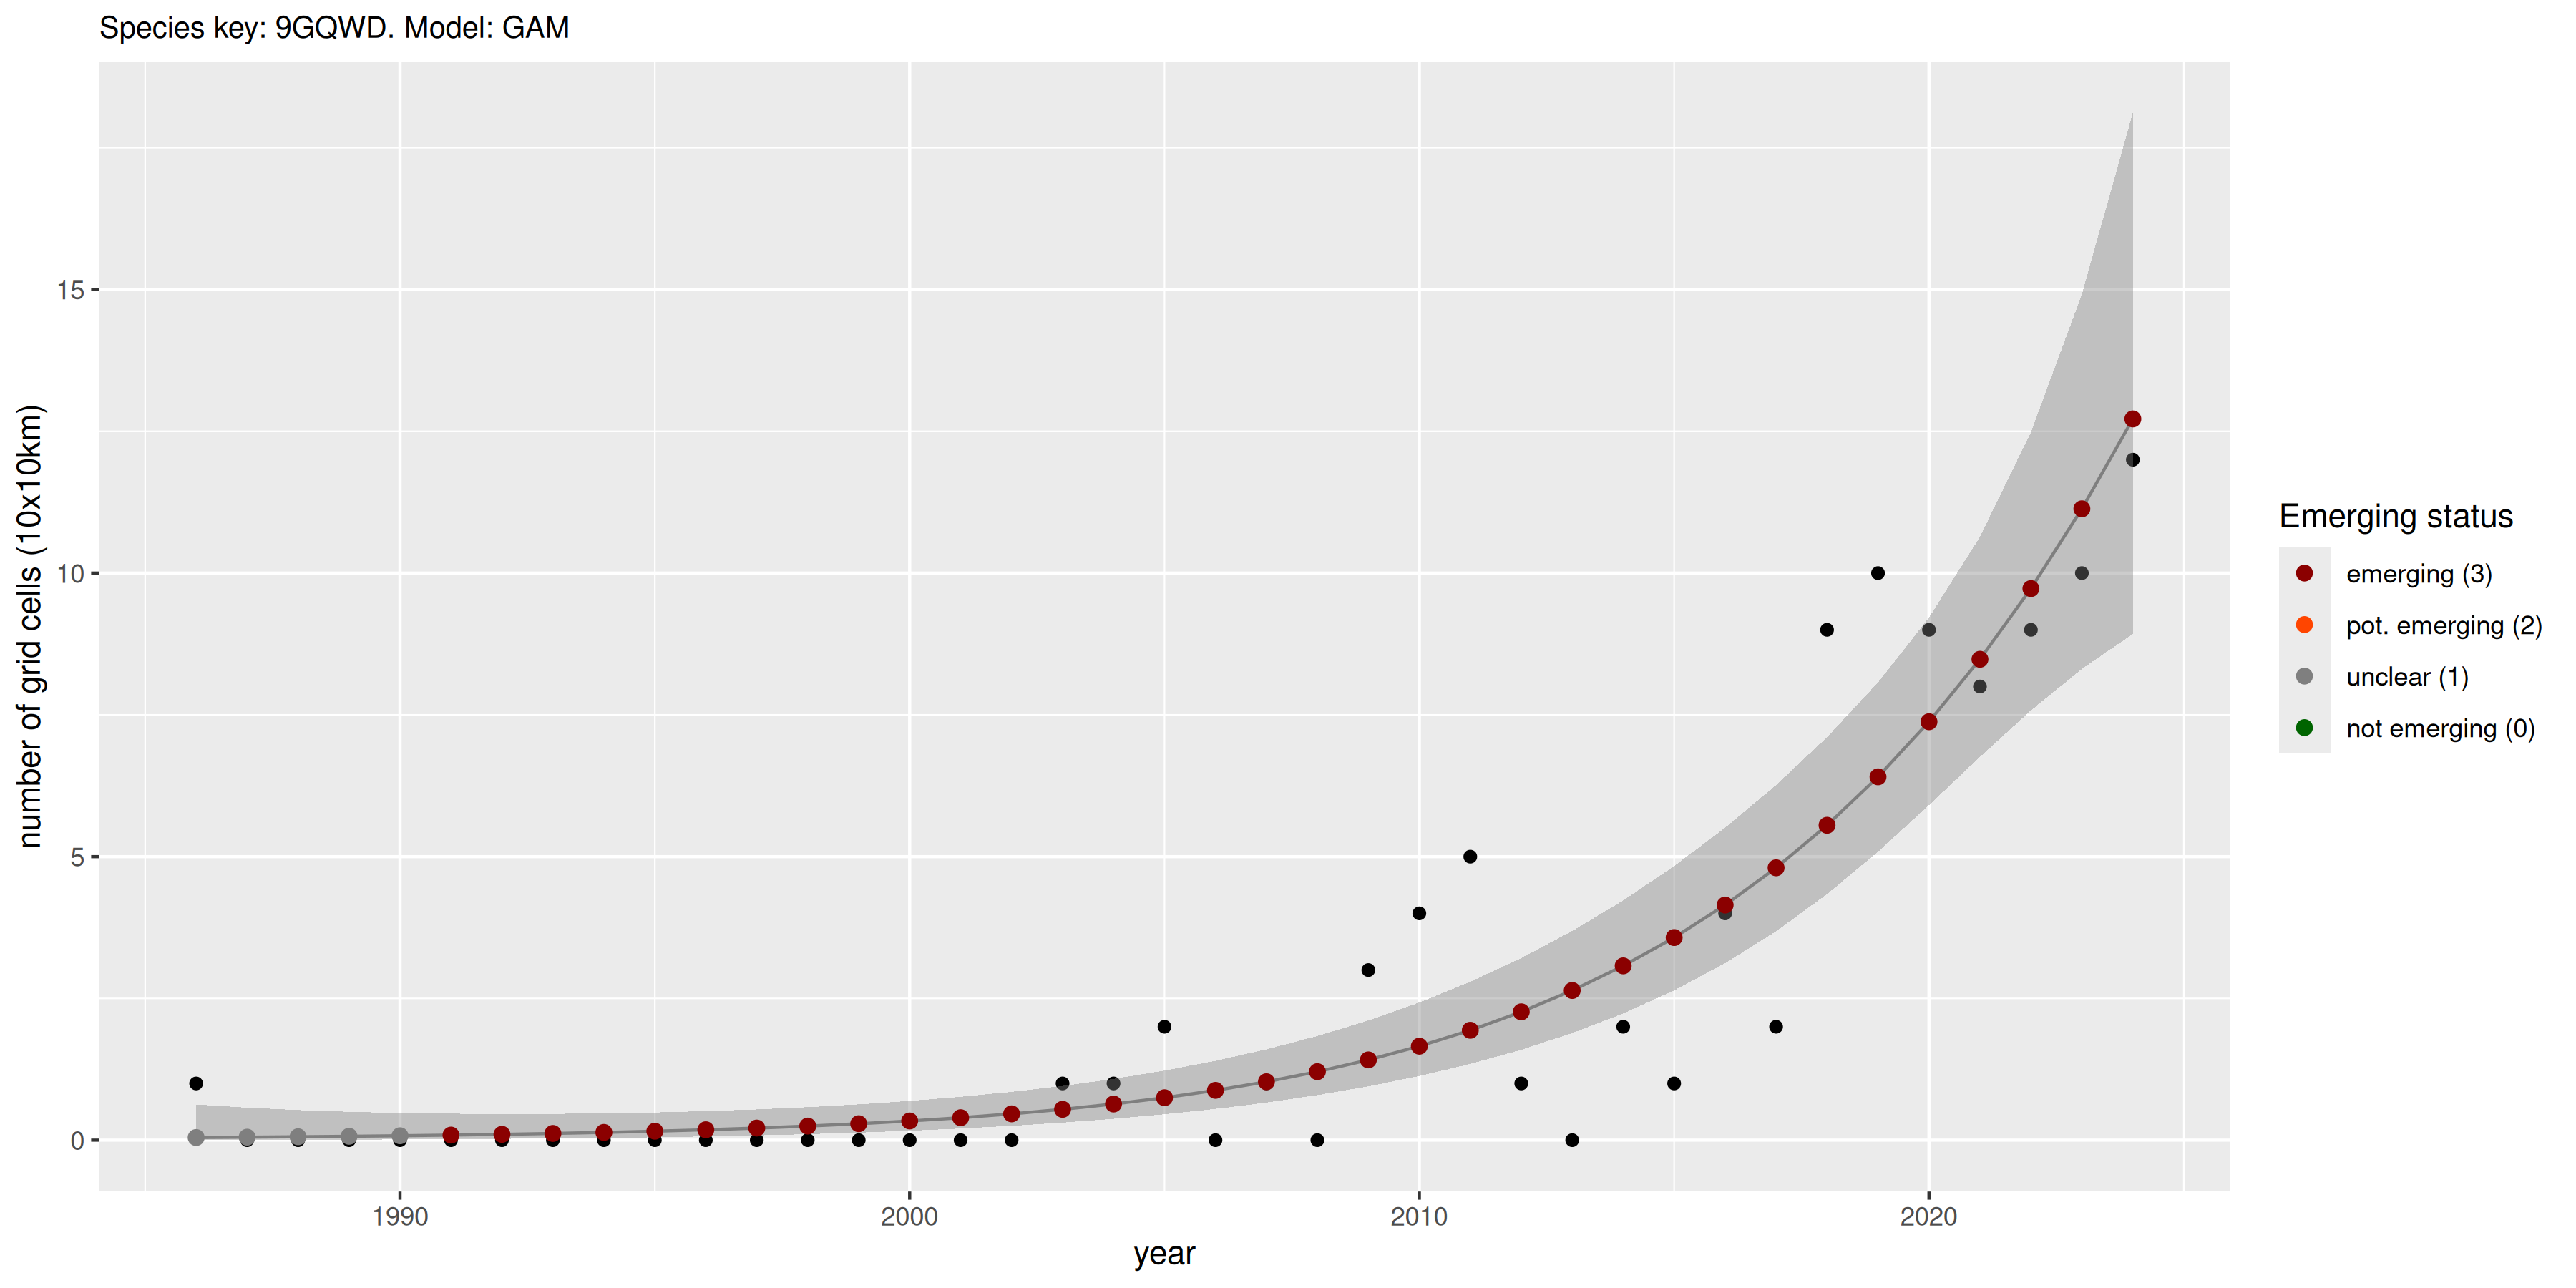 Species key: 9GQWD. Model: GAM
number of grid cells (10x10km)
15
10
5
0
1990
2000
2010
2020
year
Emerging status
emerging (3)
pot. emerging (2)
unclear (1)
not emerging (0)